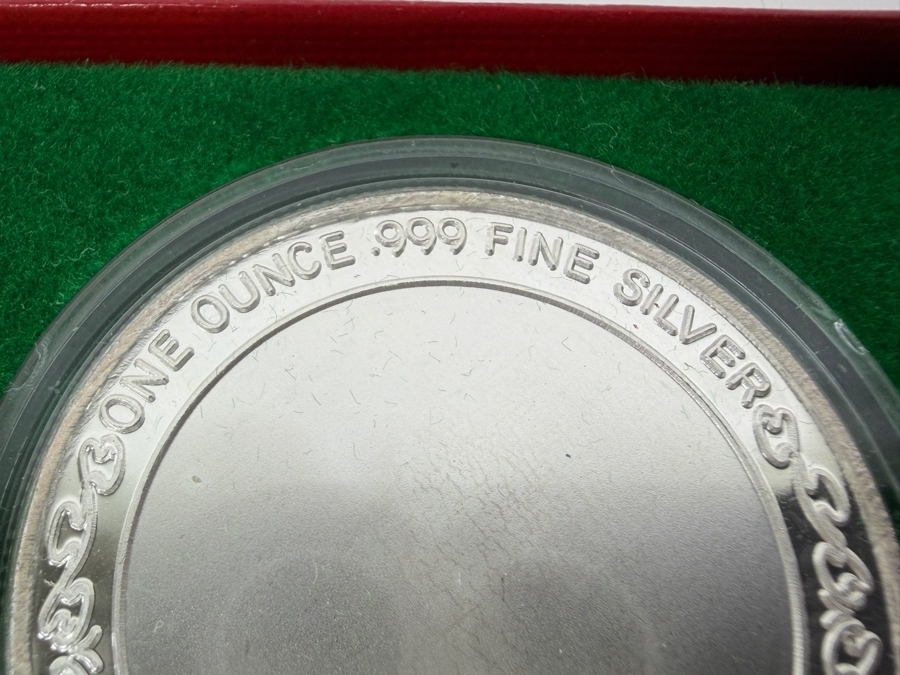 ONE OUNCE .999 FINE SILVER